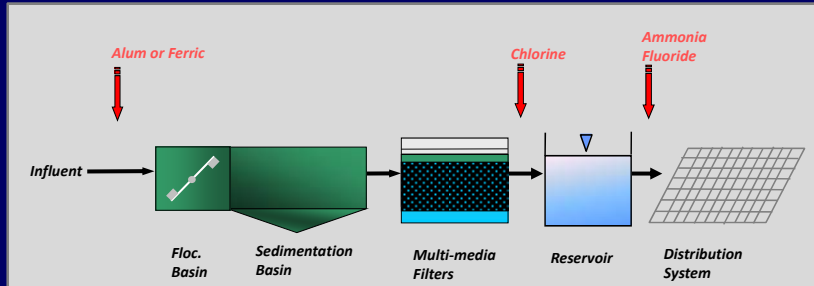 Alum or Ferric
Chlorine
Ammonia
Fluoride
Influent
Floc.
Basin
Sedimentation
Basin
Multi-media
Filters
Reservoir
Distribution
System